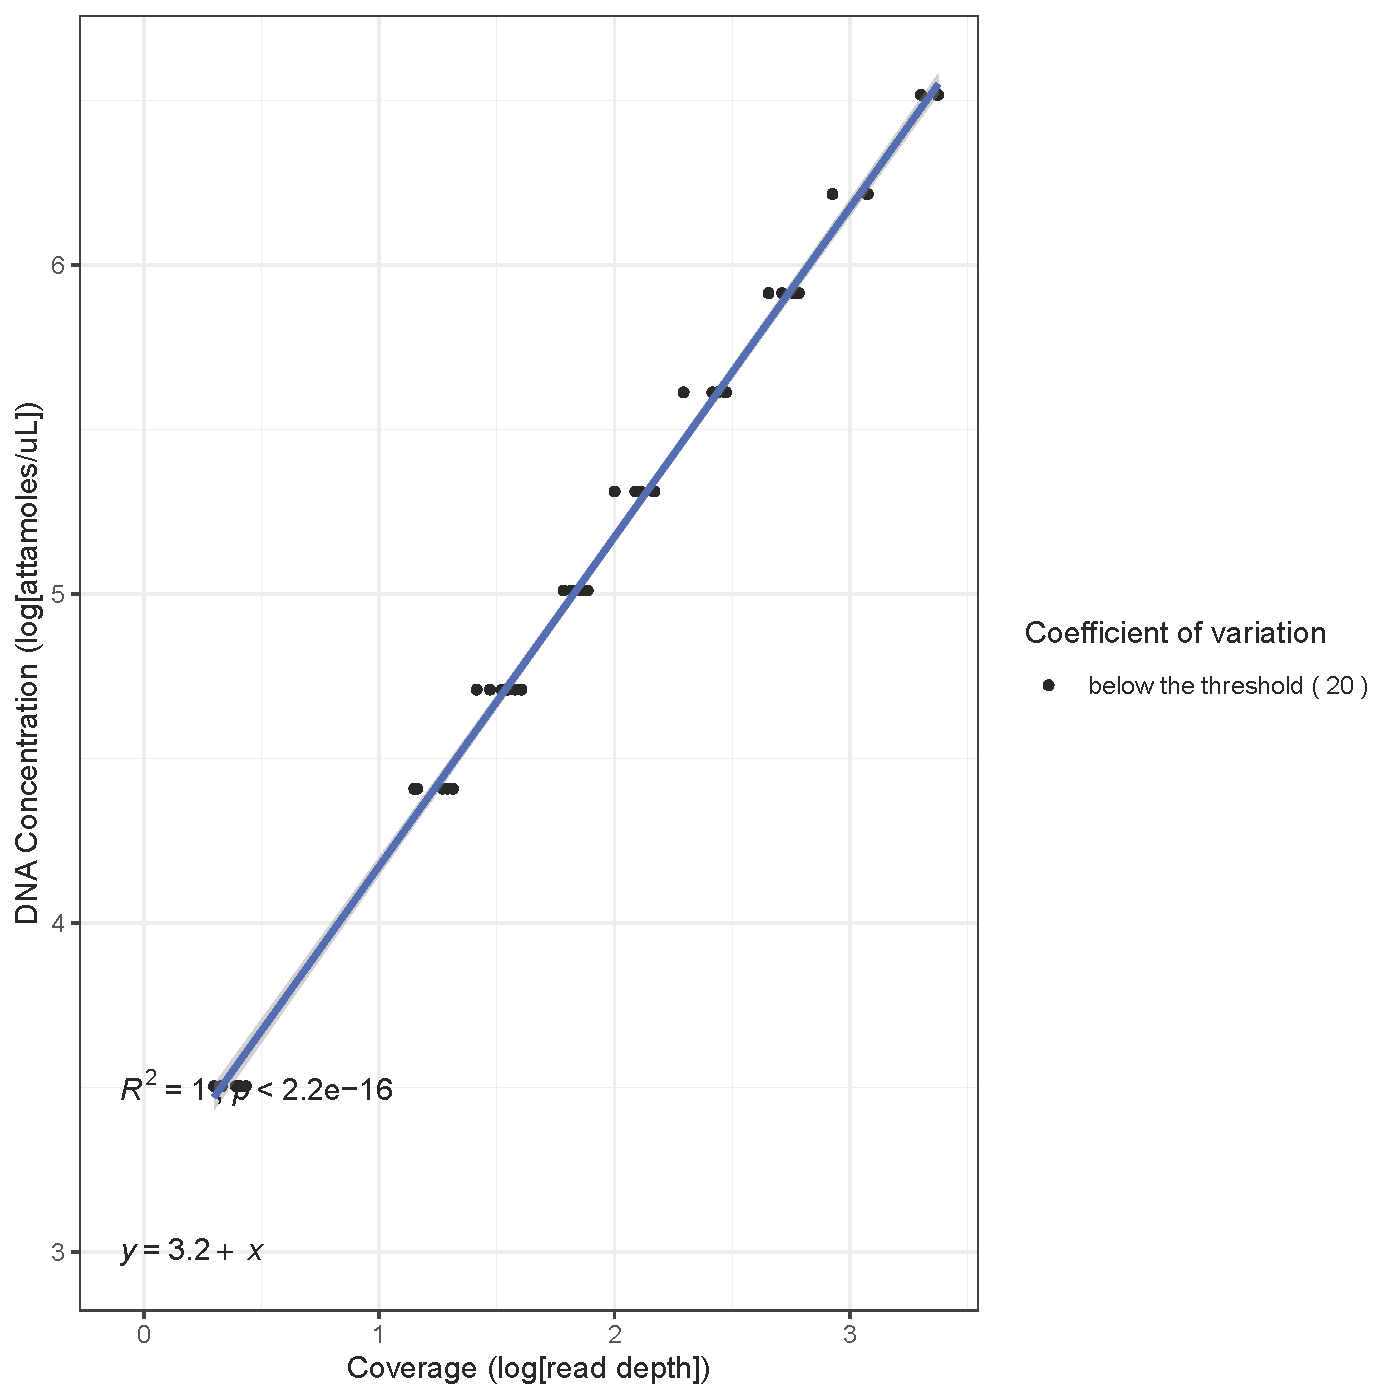 6
5
4
3
DNA Concentration (log[attamoles/uL])
R² = 1, p < 2.2e−16
y = 3.2 + x
0 1 2 3
Coverage (log[read depth])
Coefficient of variation
below the threshold ( 20 )